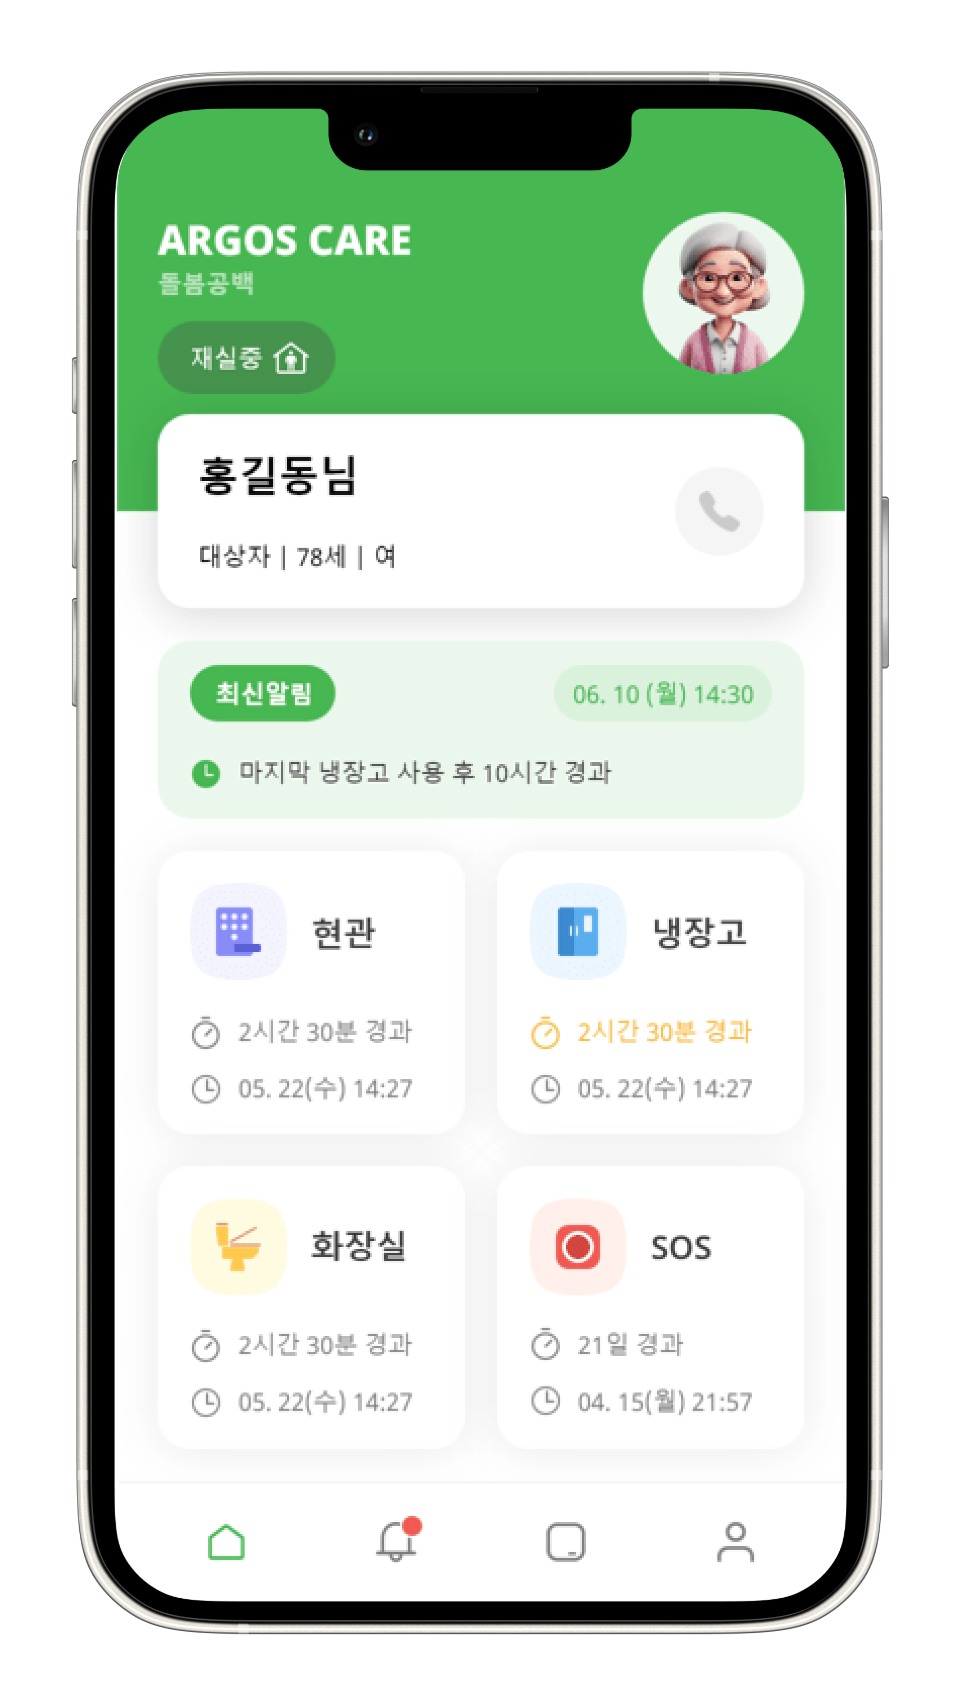 ARGOS CARE
돌봄공백
재실중
홍길동님
대상자 | 78세 | 여
최신알림
06. 10 (월) 14:30
마지막 냉장고 사용 후 10시간 경과
현관
2시간 30분 경과
05. 22(수) 14:27
냉장고
2시간 30분 경과
05. 22(수) 14:27
화장실
2시간 30분 경과
05. 22(수) 14:27
SOS
21일 경과
04. 15(월) 21:57